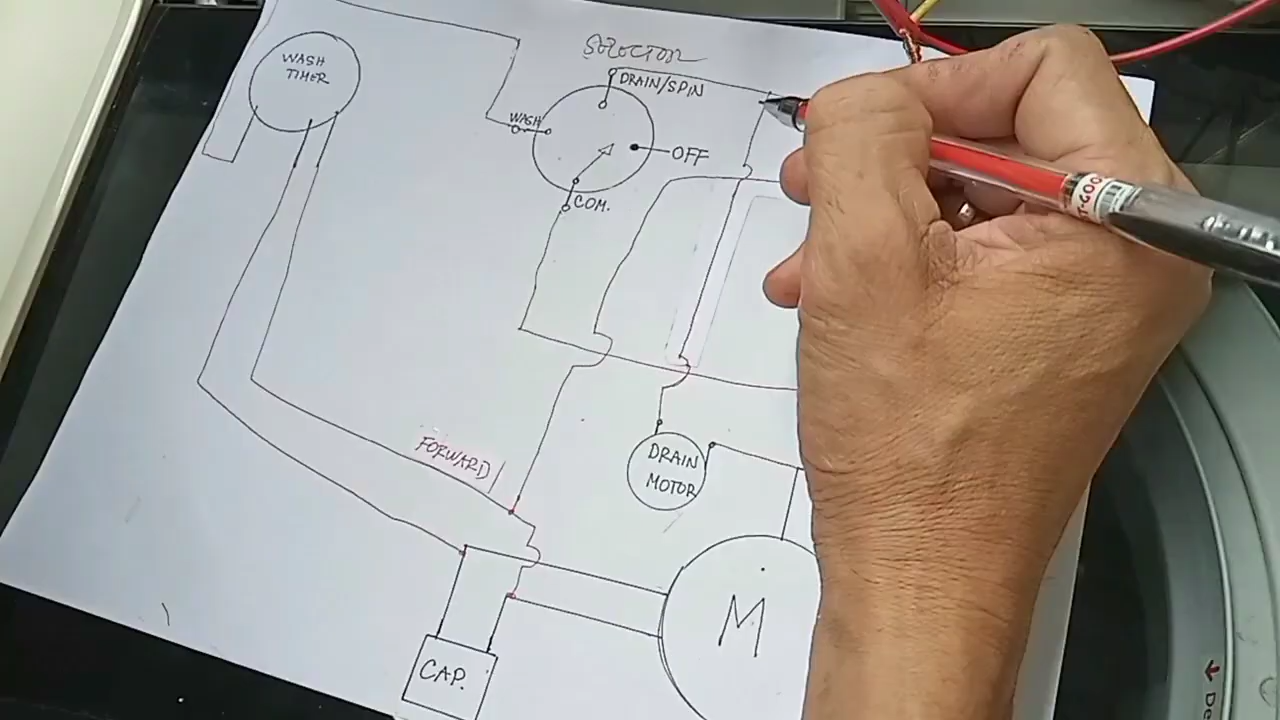 WASH
TIMER
SELECTOR
DRAIN/SPIN
WASH
OFF
COM.
FORWARD
DRAIN
MOTOR
M
CAP.